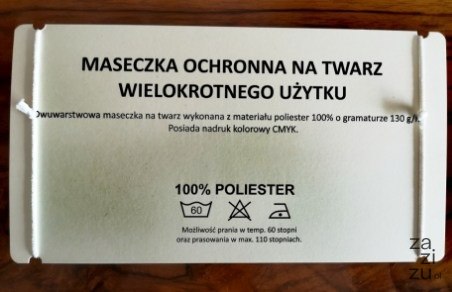 MASECZKA OCHRONNA NA TWARZ
WIELOKROTNEGO UŻYTKU
Dwuwarstwowa maseczka na twarz wykonana z materiału poliester 100% o gramaturze 130 g/
Posiada nadruk kolorowy CMYK.
100% POLIESTER
60
Możliwość prania w temp. 60 stopni
oraz prasowania w max. 110 stopniach.
za
zi
zu.pl